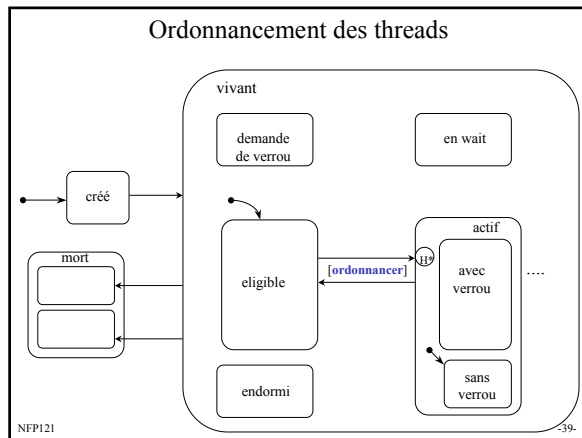 Ordonnancement des threads
vivant
demande
de verrou
en wait
créé
actif
mort
H*
avec
verrou
....
[ordonnancer]
eligible
endormi
sans
verrou
NFP121
-39-